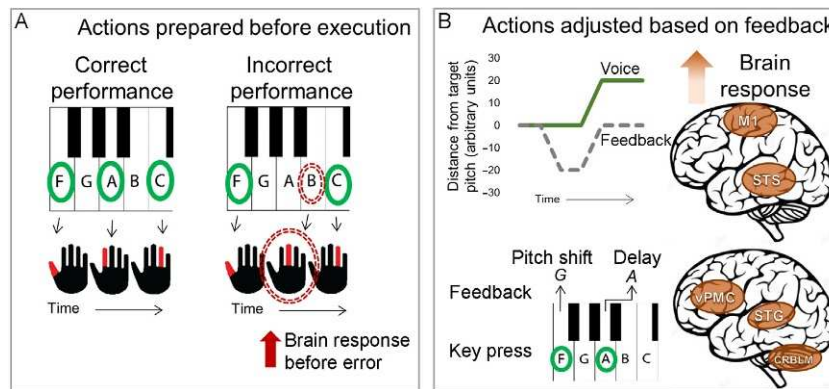 A
Actions prepared before execution
Correct
performance
Incorrect
performance
F G A B C
F G A B C
Time
Time
Brain response
before error
B
Actions adjusted based on feedback
Distance from target
pitch (arbitrary units)
30
20
10
0
-10
-20
-30
Voice
Feedback
Time
Brain
response
M1
STS
Pitch shift
Delay
G
A
Feedback
Key press
F A B C
vPMC
STG
CRBLM